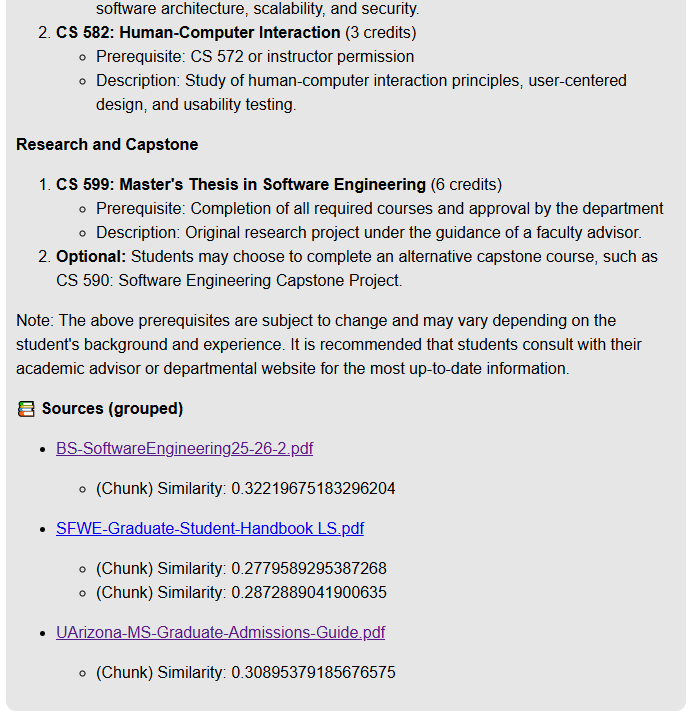 software architecture, scalability, and security.
2. CS 582: Human-Computer Interaction (3 credits)
Prerequisite: CS 572 or instructor permission
Description: Study of human-computer interaction principles, user-centered
design, and usability testing.
Research and Capstone
1. CS 599: Master's Thesis in Software Engineering (6 credits)
Prerequisite: Completion of all required courses and approval by the department
Description: Original research project under the guidance of a faculty advisor.
2. Optional: Students may choose to complete an alternative capstone course, such as
CS 590: Software Engineering Capstone Project.
Note: The above prerequisites are subject to change and may vary depending on the
student's background and experience. It is recommended that students consult with their
academic advisor or departmental website for the most up-to-date information.
Sources (grouped)
BS-SoftwareEngineering25-26-2.pdf
(Chunk) Similarity: 0.32219675183296204
SFWE-Graduate-Student-Handbook LS.pdf
(Chunk) Similarity: 0.2779589295387268
(Chunk) Similarity: 0.2872889041900635
UArizona-MS-Graduate-Admissions-Guide.pdf
(Chunk) Similarity: 0.30895379185676575